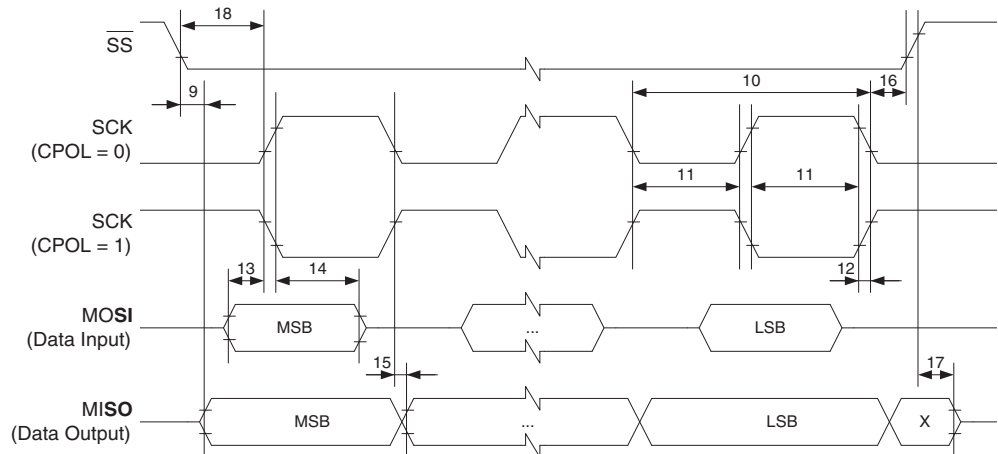 18
SS
10
9
16
SCK
(CPOL = 0)
11
11
SCK
(CPOL = 1)
13
14
12
MOSI
(Data Input)
MSB
...
LSB
15
17
MISO
(Data Output)
MSB
...
LSB
X